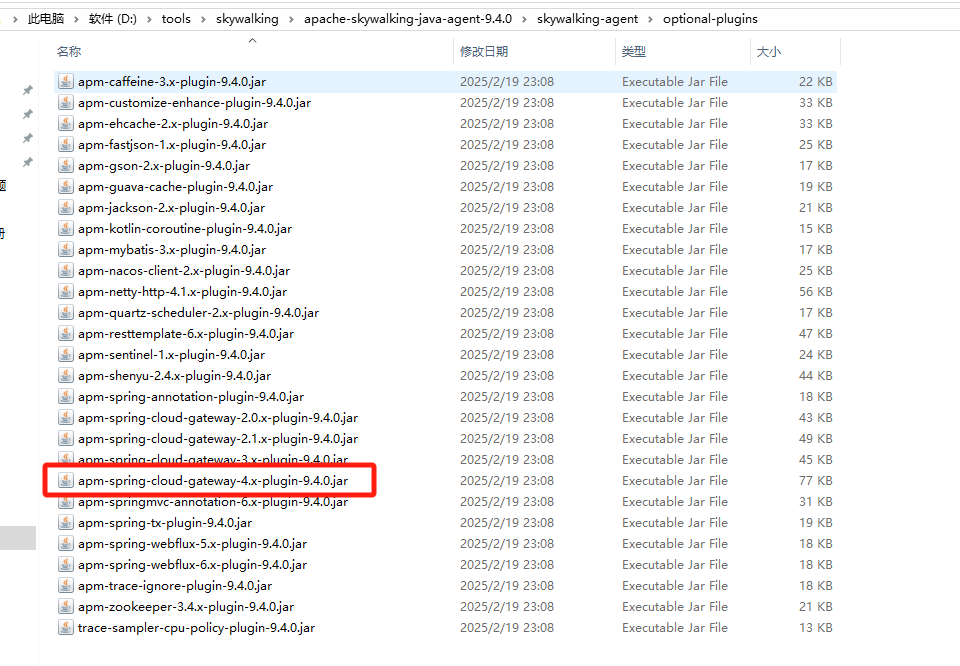 此电脑 › 软件 (D:) › tools › skywalking › apache-skywalking-java-agent-9.4.0 › skywalking-agent › optional-plugins
名称 修改日期 类型 大小
apm-caffeine-3.x-plugin-9.4.0.jar 2025/2/19 23:08 Executable Jar File 22 KB
apm-customize-enhance-plugin-9.4.0.jar 2025/2/19 23:08 Executable Jar File 33 KB
apm-ehcache-2.x-plugin-9.4.0.jar 2025/2/19 23:08 Executable Jar File 33 KB
apm-fastjson-1.x-plugin-9.4.0.jar 2025/2/19 23:08 Executable Jar File 25 KB
apm-gson-2.x-plugin-9.4.0.jar 2025/2/19 23:08 Executable Jar File 17 KB
apm-guava-cache-plugin-9.4.0.jar 2025/2/19 23:08 Executable Jar File 19 KB
apm-jackson-2.x-plugin-9.4.0.jar 2025/2/19 23:08 Executable Jar File 21 KB
apm-kotlin-coroutine-plugin-9.4.0.jar 2025/2/19 23:08 Executable Jar File 15 KB
apm-mybatis-3.x-plugin-9.4.0.jar 2025/2/19 23:08 Executable Jar File 17 KB
apm-nacos-client-2.x-plugin-9.4.0.jar 2025/2/19 23:08 Executable Jar File 25 KB
apm-netty-http-4.1.x-plugin-9.4.0.jar 2025/2/19 23:08 Executable Jar File 56 KB
apm-quartz-scheduler-2.x-plugin-9.4.0.jar 2025/2/19 23:08 Executable Jar File 17 KB
apm-resttemplate-6.x-plugin-9.4.0.jar 2025/2/19 23:08 Executable Jar File 47 KB
apm-sentinel-1.x-plugin-9.4.0.jar 2025/2/19 23:08 Executable Jar File 24 KB
apm-shenyu-2.4.x-plugin-9.4.0.jar 2025/2/19 23:08 Executable Jar File 44 KB
apm-spring-annotation-plugin-9.4.0.jar 2025/2/19 23:08 Executable Jar File 18 KB
apm-spring-cloud-gateway-2.0.x-plugin-9.4.0.jar 2025/2/19 23:08 Executable Jar File 43 KB
apm-spring-cloud-gateway-2.1.x-plugin-9.4.0.jar 2025/2/19 23:08 Executable Jar File 49 KB
apm-spring-cloud-gateway-3.x-plugin-9.4.0.jar 2025/2/19 23:08 Executable Jar File 45 KB
apm-spring-cloud-gateway-4.x-plugin-9.4.0.jar 2025/2/19 23:08 Executable Jar File 77 KB
apm-springmvc-annotation-6.x-plugin-9.4.0.jar 2025/2/19 23:08 Executable Jar File 31 KB
apm-spring-tx-plugin-9.4.0.jar 2025/2/19 23:08 Executable Jar File 19 KB
apm-spring-webflux-5.x-plugin-9.4.0.jar 2025/2/19 23:08 Executable Jar File 18 KB
apm-spring-webflux-6.x-plugin-9.4.0.jar 2025/2/19 23:08 Executable Jar File 18 KB
apm-trace-ignore-plugin-9.4.0.jar 2025/2/19 23:08 Executable Jar File 18 KB
apm-zookeeper-3.4.x-plugin-9.4.0.jar 2025/2/19 23:08 Executable Jar File 21 KB
trace-sampler-cpu-policy-plugin-9.4.0.jar 2025/2/19 23:08 Executable Jar File 13 KB